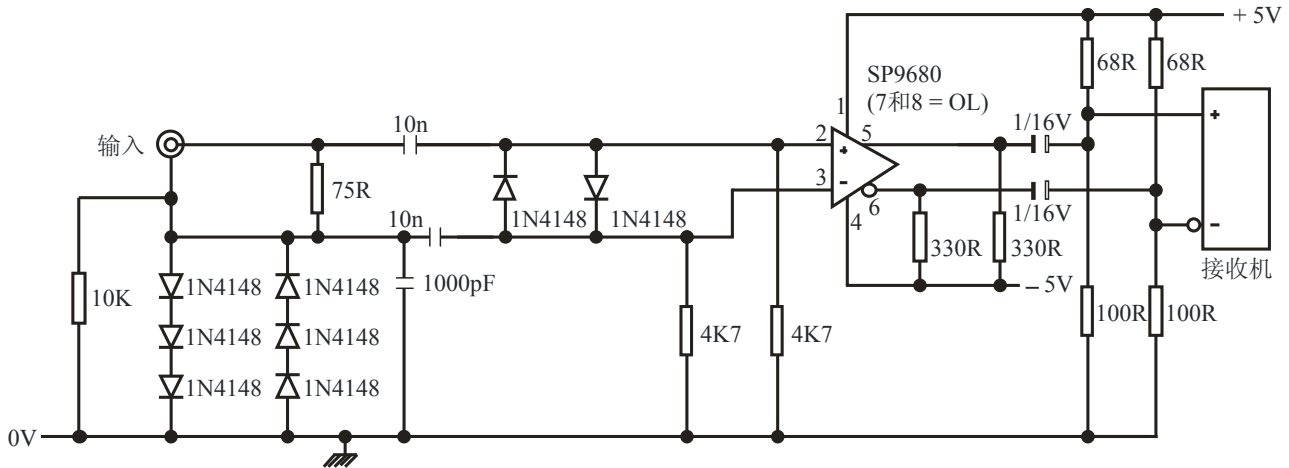 + 5V
68R
68R
SP9680
(7和8 = OL)
1
10n
输入
2
+
5
1/16V
+
75R
3
-
6
10n
1N4148
1N4148
4
1/16V
-
330R
330R
接收机
10K
1N4148
1N4148
1000pF
– 5V
100R
100R
1N4148
1N4148
4K7
4K7
1N4148
1N4148
0V